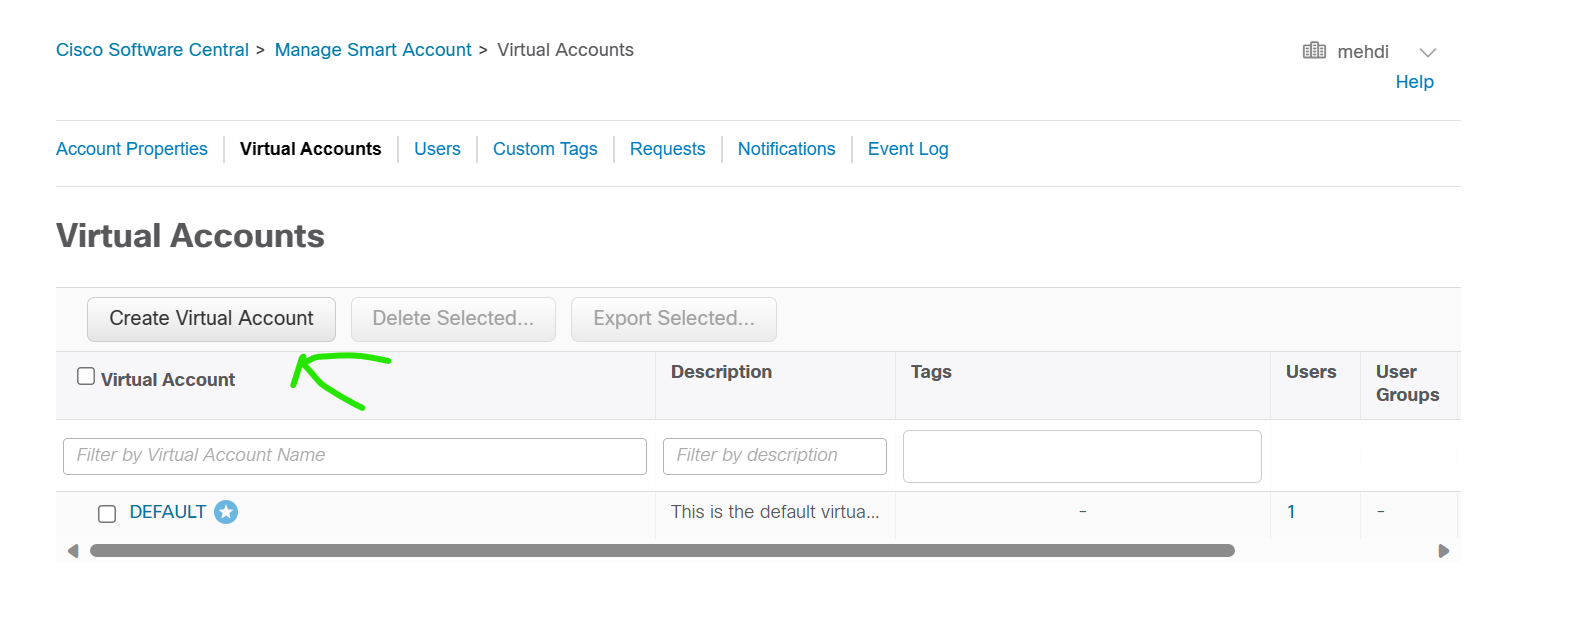 Cisco Software Central > Manage Smart Account > Virtual Accounts
mehdi
Help
Account Properties Virtual Accounts Users Custom Tags Requests Notifications Event Log
Virtual Accounts
Create Virtual Account Delete Selected... Export Selected...
Virtual Account Description Tags Users User Groups
Filter by Virtual Account Name Filter by description
DEFAULT This is the default virtua... - 1 -